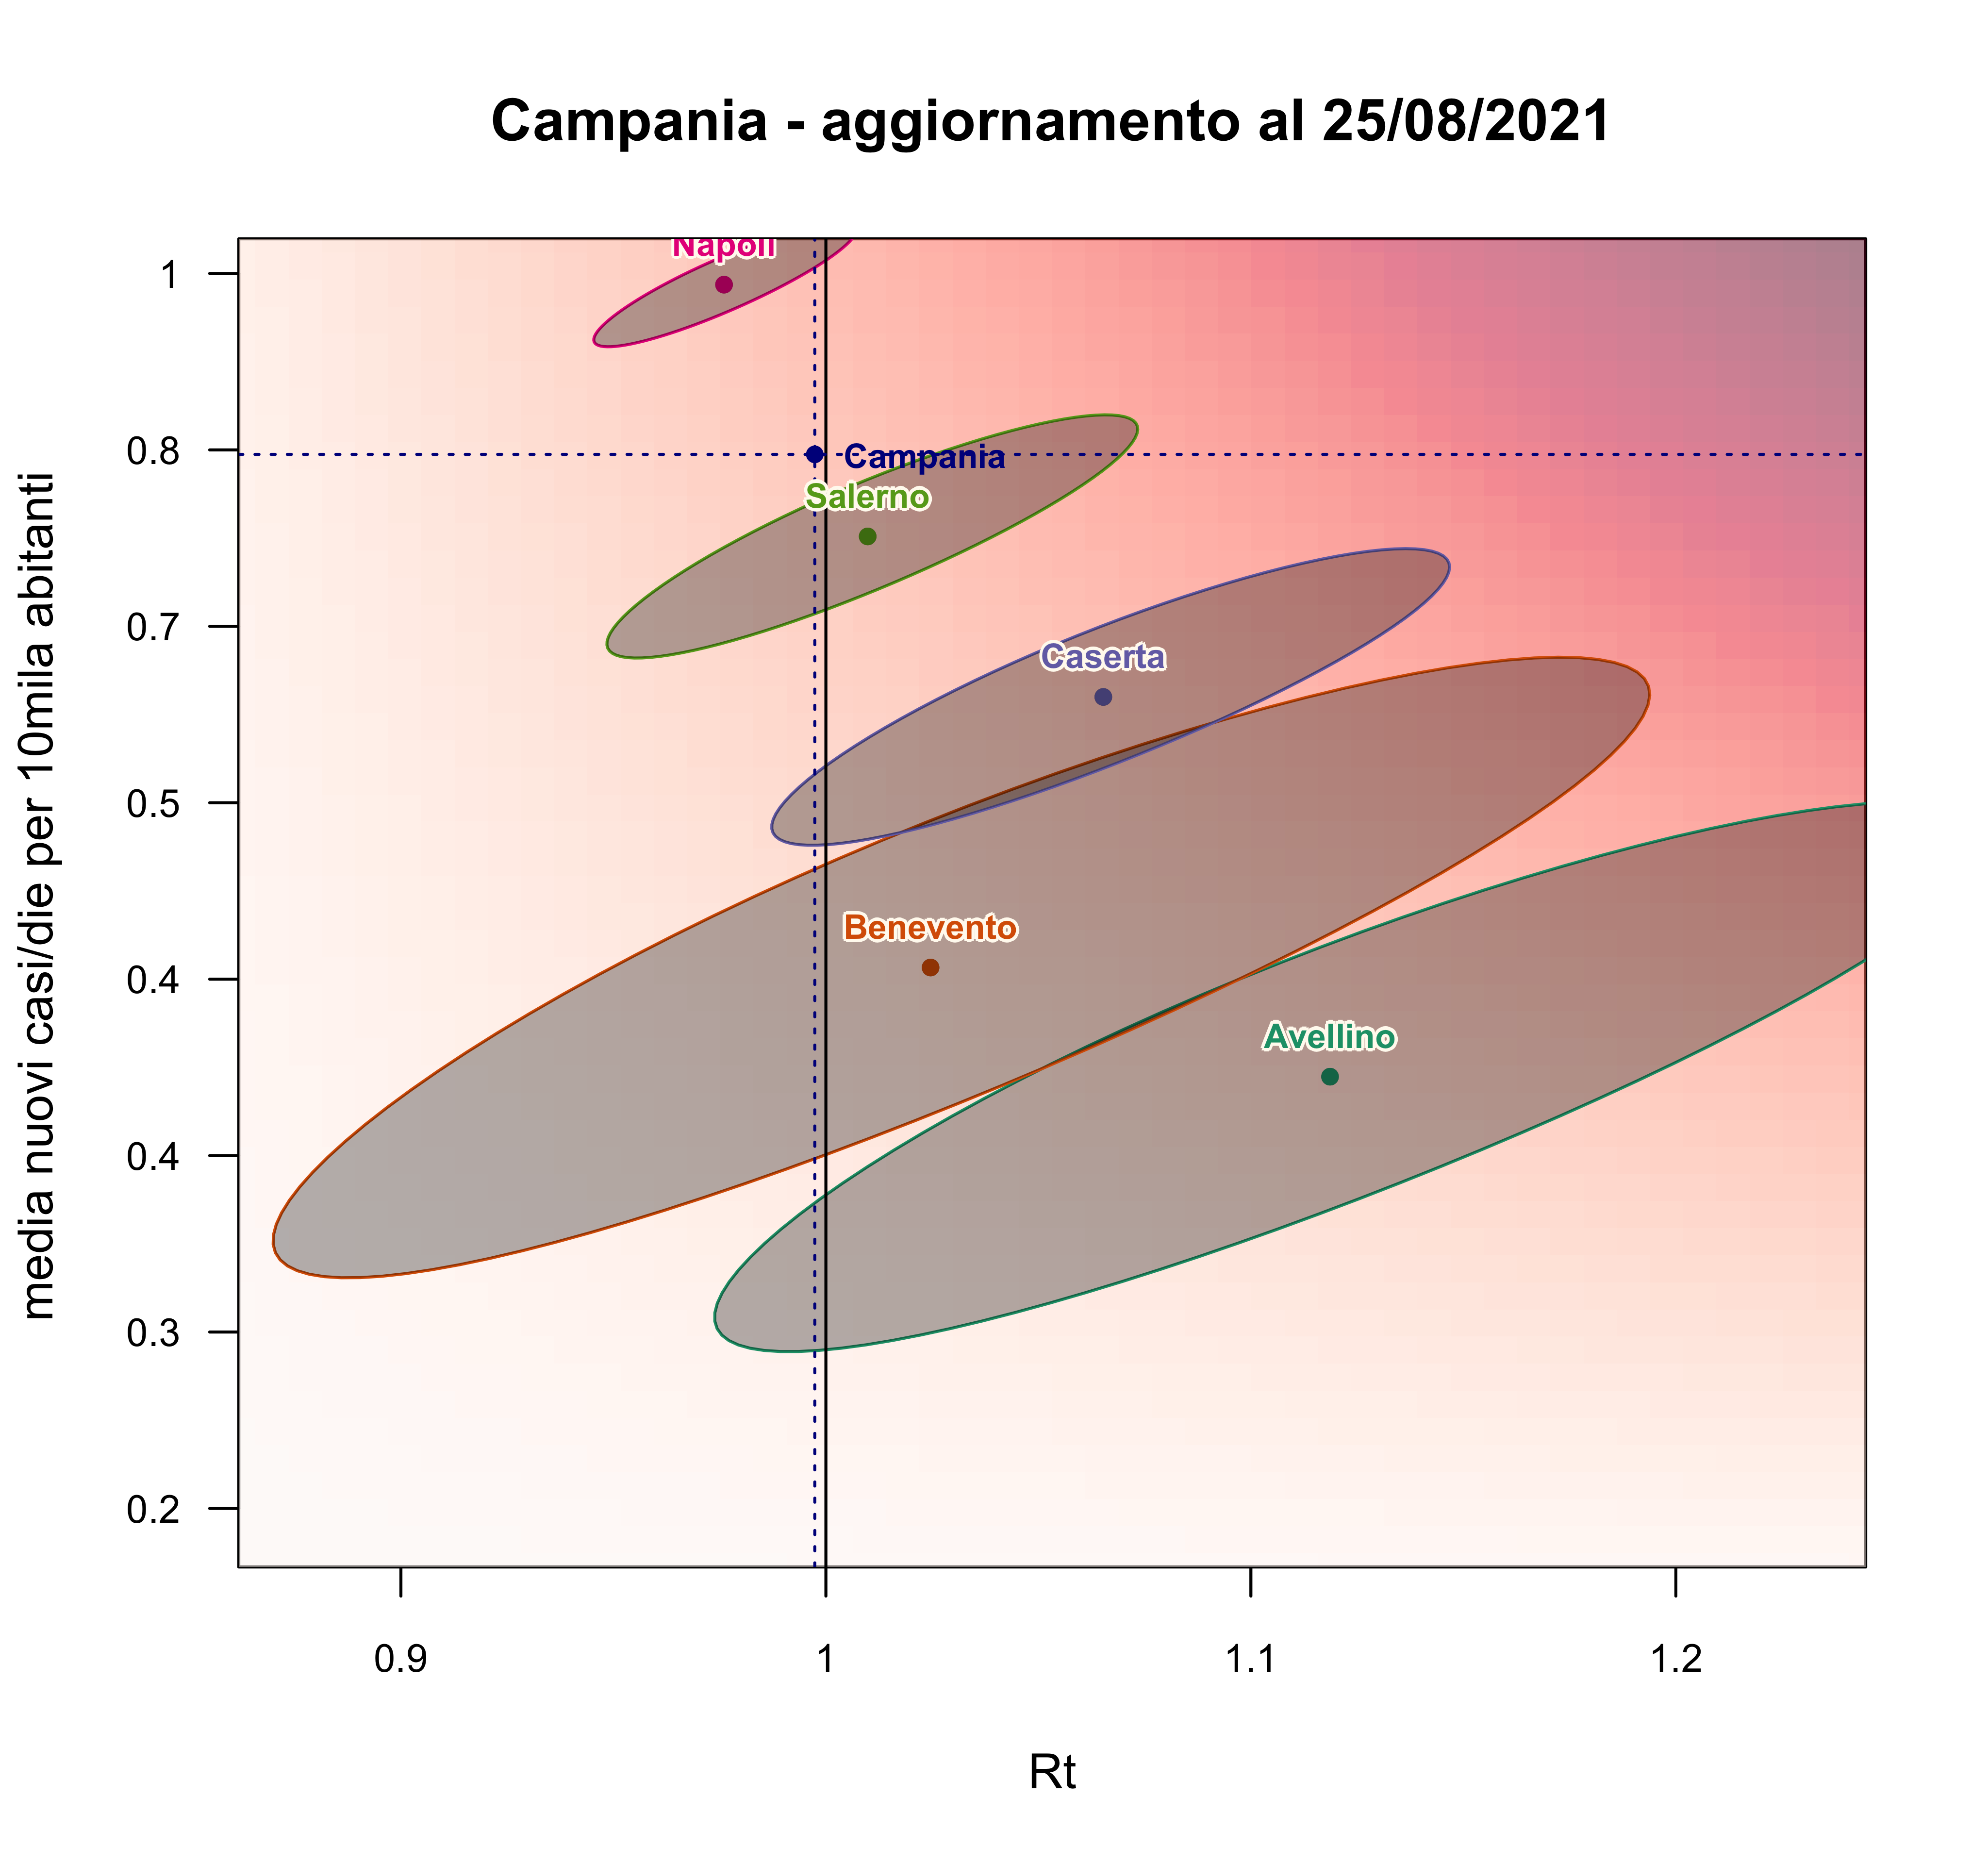 Campania - aggiornamento al 25/08/2021
media nuovi casi/die per 10mila abitanti
1
0.8
0.7
0.5
0.4
0.4
0.3
0.2
Napoli
Campania
Salerno
Caserta
Benevento
Avellino
0.9
1
1.1
1.2
Rt